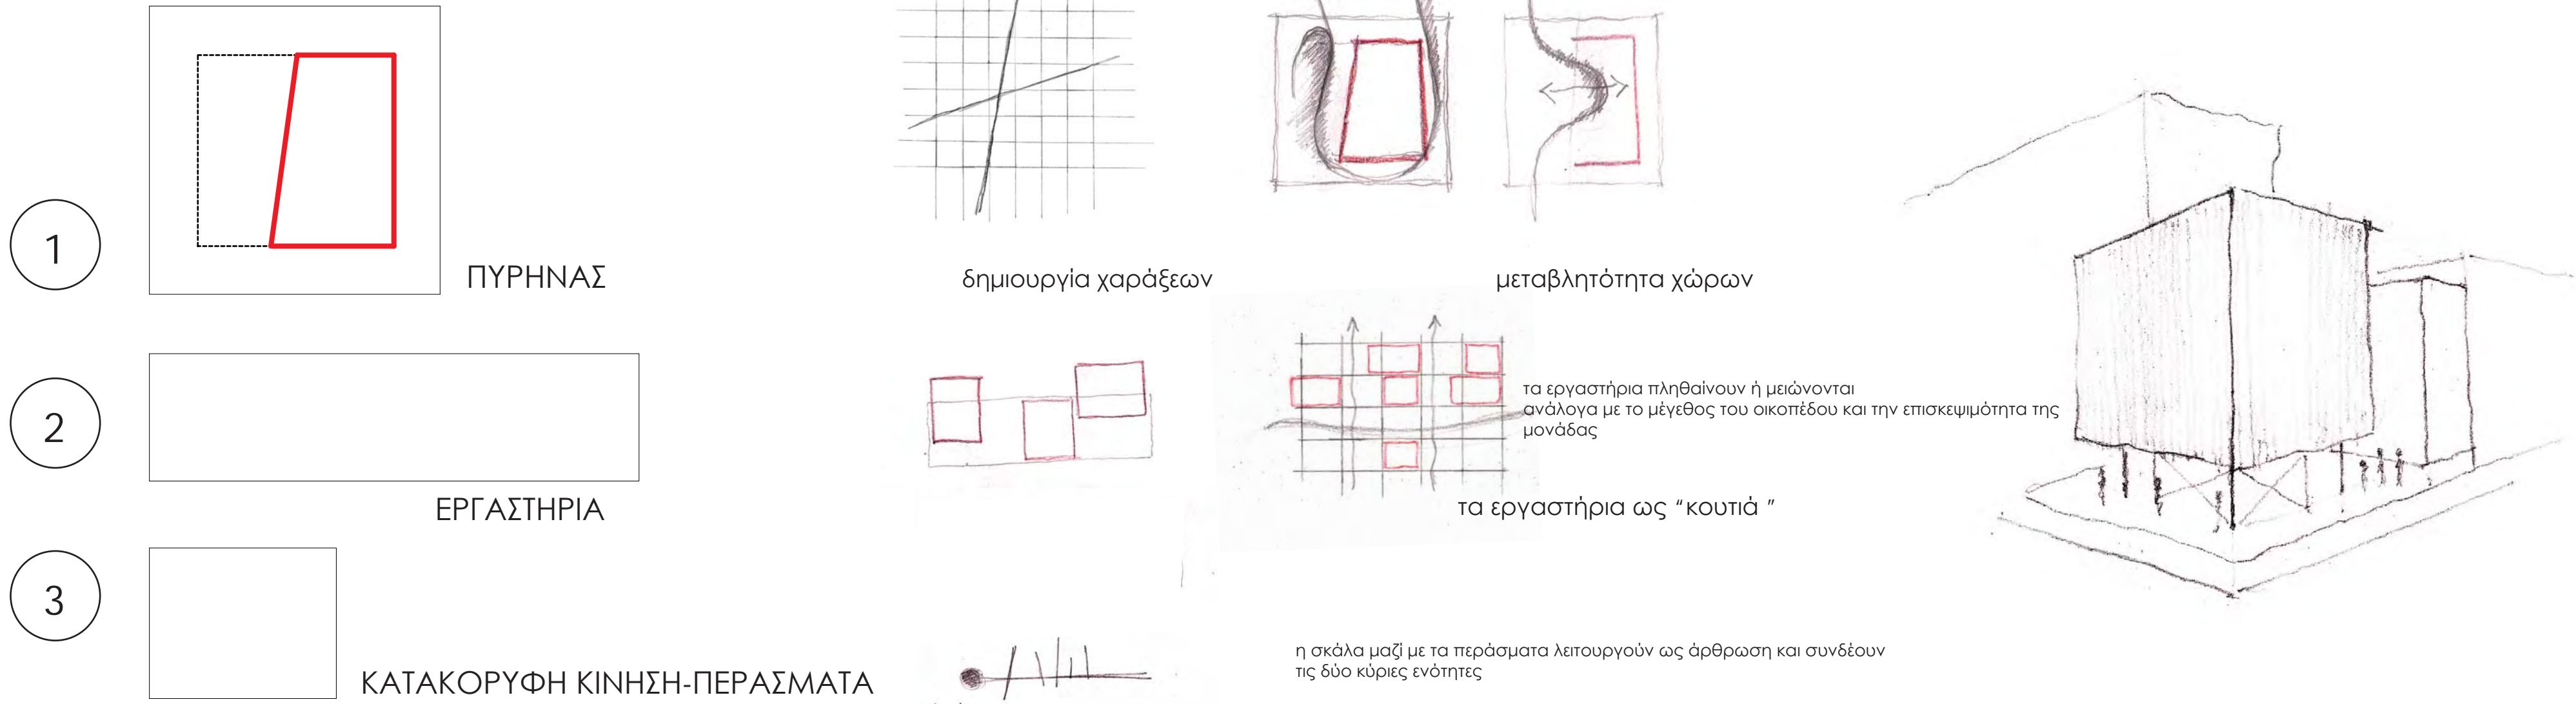 1
ΠΥΡΗΝΑΣ
δημιουργία χαράξεων
μεταβλητότητα χώρων
2
ΕΡΓΑΣΤΗΡΙΑ
τα εργαστήρια πληθαίνουν ή μειώνονται
ανάλογα με το μέγεθος του οικοπέδου και την επισκεψιμότητα της
μονάδας
τα εργαστήρια ως “κουτιά ”
3
ΚΑΤΑΚΟΡΥΦΗ ΚΙΝΗΣΗ-ΠΕΡΑΣΜΑΤΑ
η σκάλα μαζί με τα περάσματα λειτουργούν ως άρθρωση και συνδέουν
τις δύο κύριες ενότητες